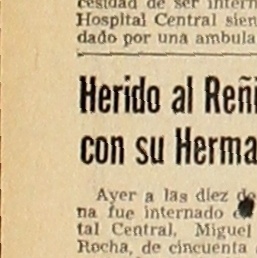 cesidad de ser intern
Hospital Central sien
dado por una ambula
Herido al Reñi
con su Herma
Ayer a las diez de
na fue internado
tal Central, Miguel
Rocha, de cincuenta